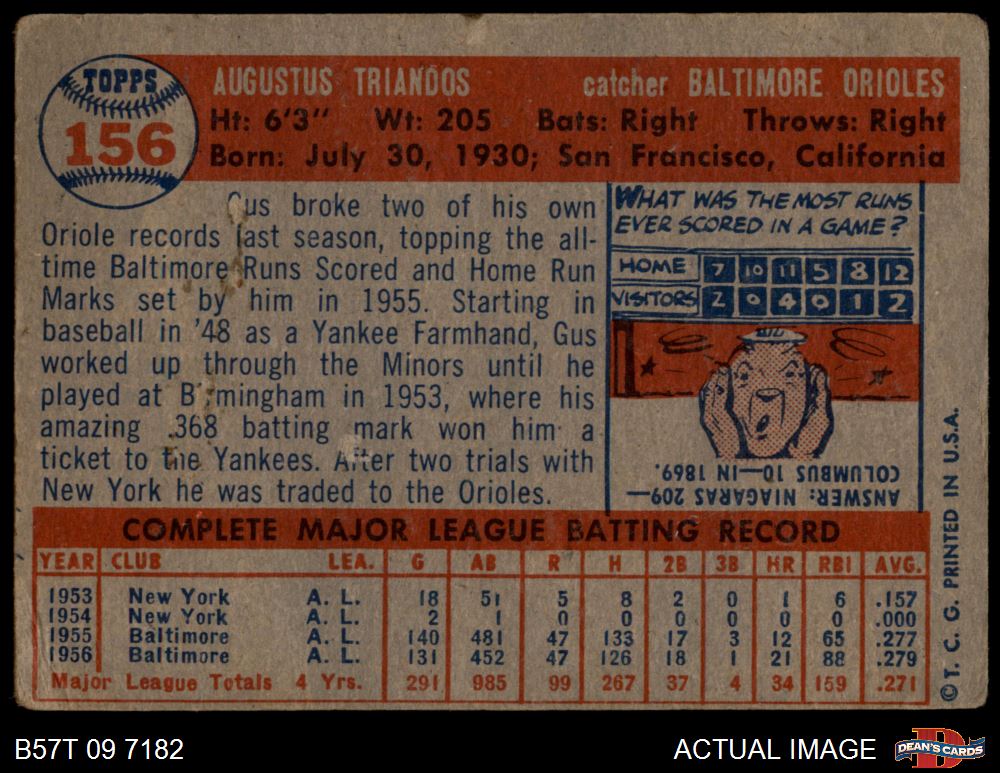 TOPPS
156
AUGUSTUS TRIANDOS catcher BALTIMORE ORIOLES
Ht: 6'3" Wt: 205 Bats: Right Throws: Right
Born: July 30, 1930; San Francisco, California
Gus broke two of his own
Oriole records last season, topping the all-
time Baltimore Runs Scored and Home Run
Marks set by him in 1955. Starting in
baseball in '48 as a Yankee Farmhand, Gus
worked up through the Minors until he
played at Birmingham in 1953, where his
amazing .368 batting mark won him a
ticket to the Yankees. After two trials with
New York he was traded to the Orioles.
WHAT WAS THE MOST RUNS
EVER SCORED IN A GAME?
HOME 7 10 11 5 8 12
VISITORS 2 0 4 0 1 2
ANSWER: NIAGARAS 209—
COLUMBUS 10—IN 1869.
COMPLETE MAJOR LEAGUE BATTING RECORD
YEAR CLUB LEA. G AB R H 2B 3B HR RBI AVG.
1953 New York A. L. 18 51 5 8 2 0 1 6 .157
1954 New York A. L. 2 1 0 0 0 0 0 0 .000
1955 Baltimore A. L. 140 481 47 133 17 3 12 65 .277
1956 Baltimore A. L. 131 452 47 126 18 1 21 88 .279
Major League Totals 4 Yrs. 291 985 99 267 37 4 34 159 .271
©T. C. G. PRINTED IN U.S.A.
B57T 09 7182
ACTUAL IMAGE
DEAN'S CARDS